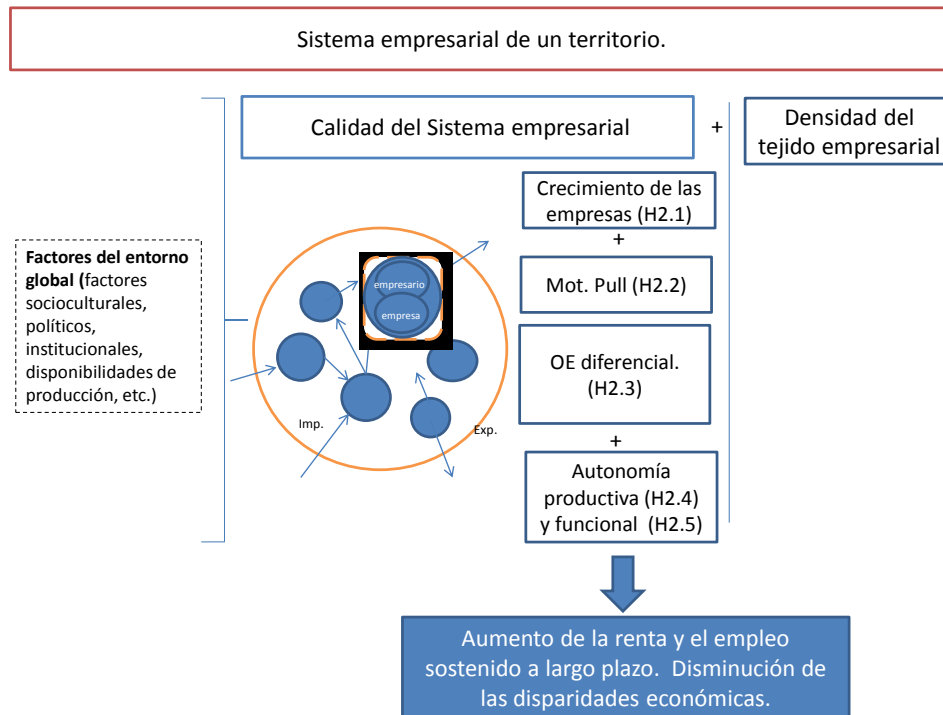 Sistema empresarial de un territorio.
Calidad del Sistema empresarial
+
Densidad del
tejido empresarial
Crecimiento de las
empresas (H2.1)
+
Mot. Pull (H2.2)
OE diferencial.
(H2.3)
+
Autonomía
productiva (H2.4)
y funcional (H2.5)
Factores del entorno
global (factores
socioculturales,
políticos,
institucionales,
disponibilidades de
producción, etc.)
empresario
empresa
Imp.
Exp.
Aumento de la renta y el empleo
sostenido a largo plazo. Disminución de
las disparidades económicas.